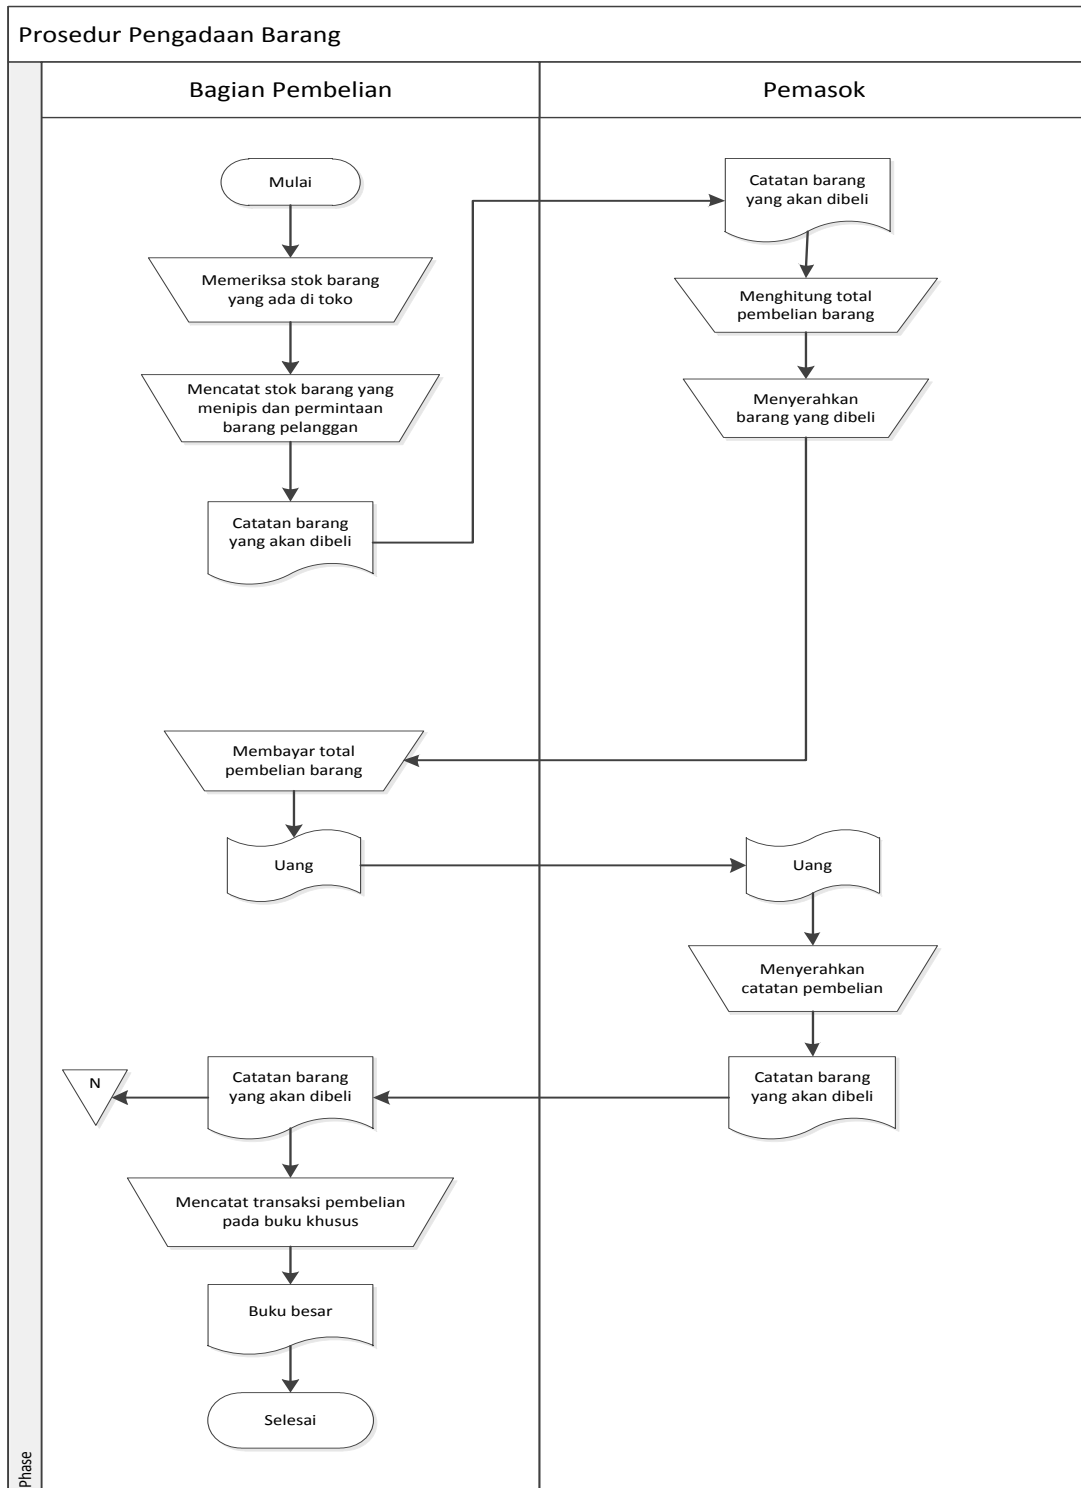 Prosedur Pengadaan Barang
Bagian Pembelian
Pemasok
Mulai
Memeriksa stok barang
yang ada di toko
Mencatat stok barang yang
menipis dan permintaan
barang pelanggan
Catatan barang
yang akan dibeli
Catatan barang
yang akan dibeli
Menghitung total
pembelian barang
Menyerahkan
barang yang dibeli
Membayar total
pembelian barang
Uang
Uang
Menyerahkan
catatan pembelian
Catatan barang
yang akan dibeli
Catatan barang
yang akan dibeli
N
Mencatat transaksi pembelian
pada buku khusus
Buku besar
Selesai
Phase